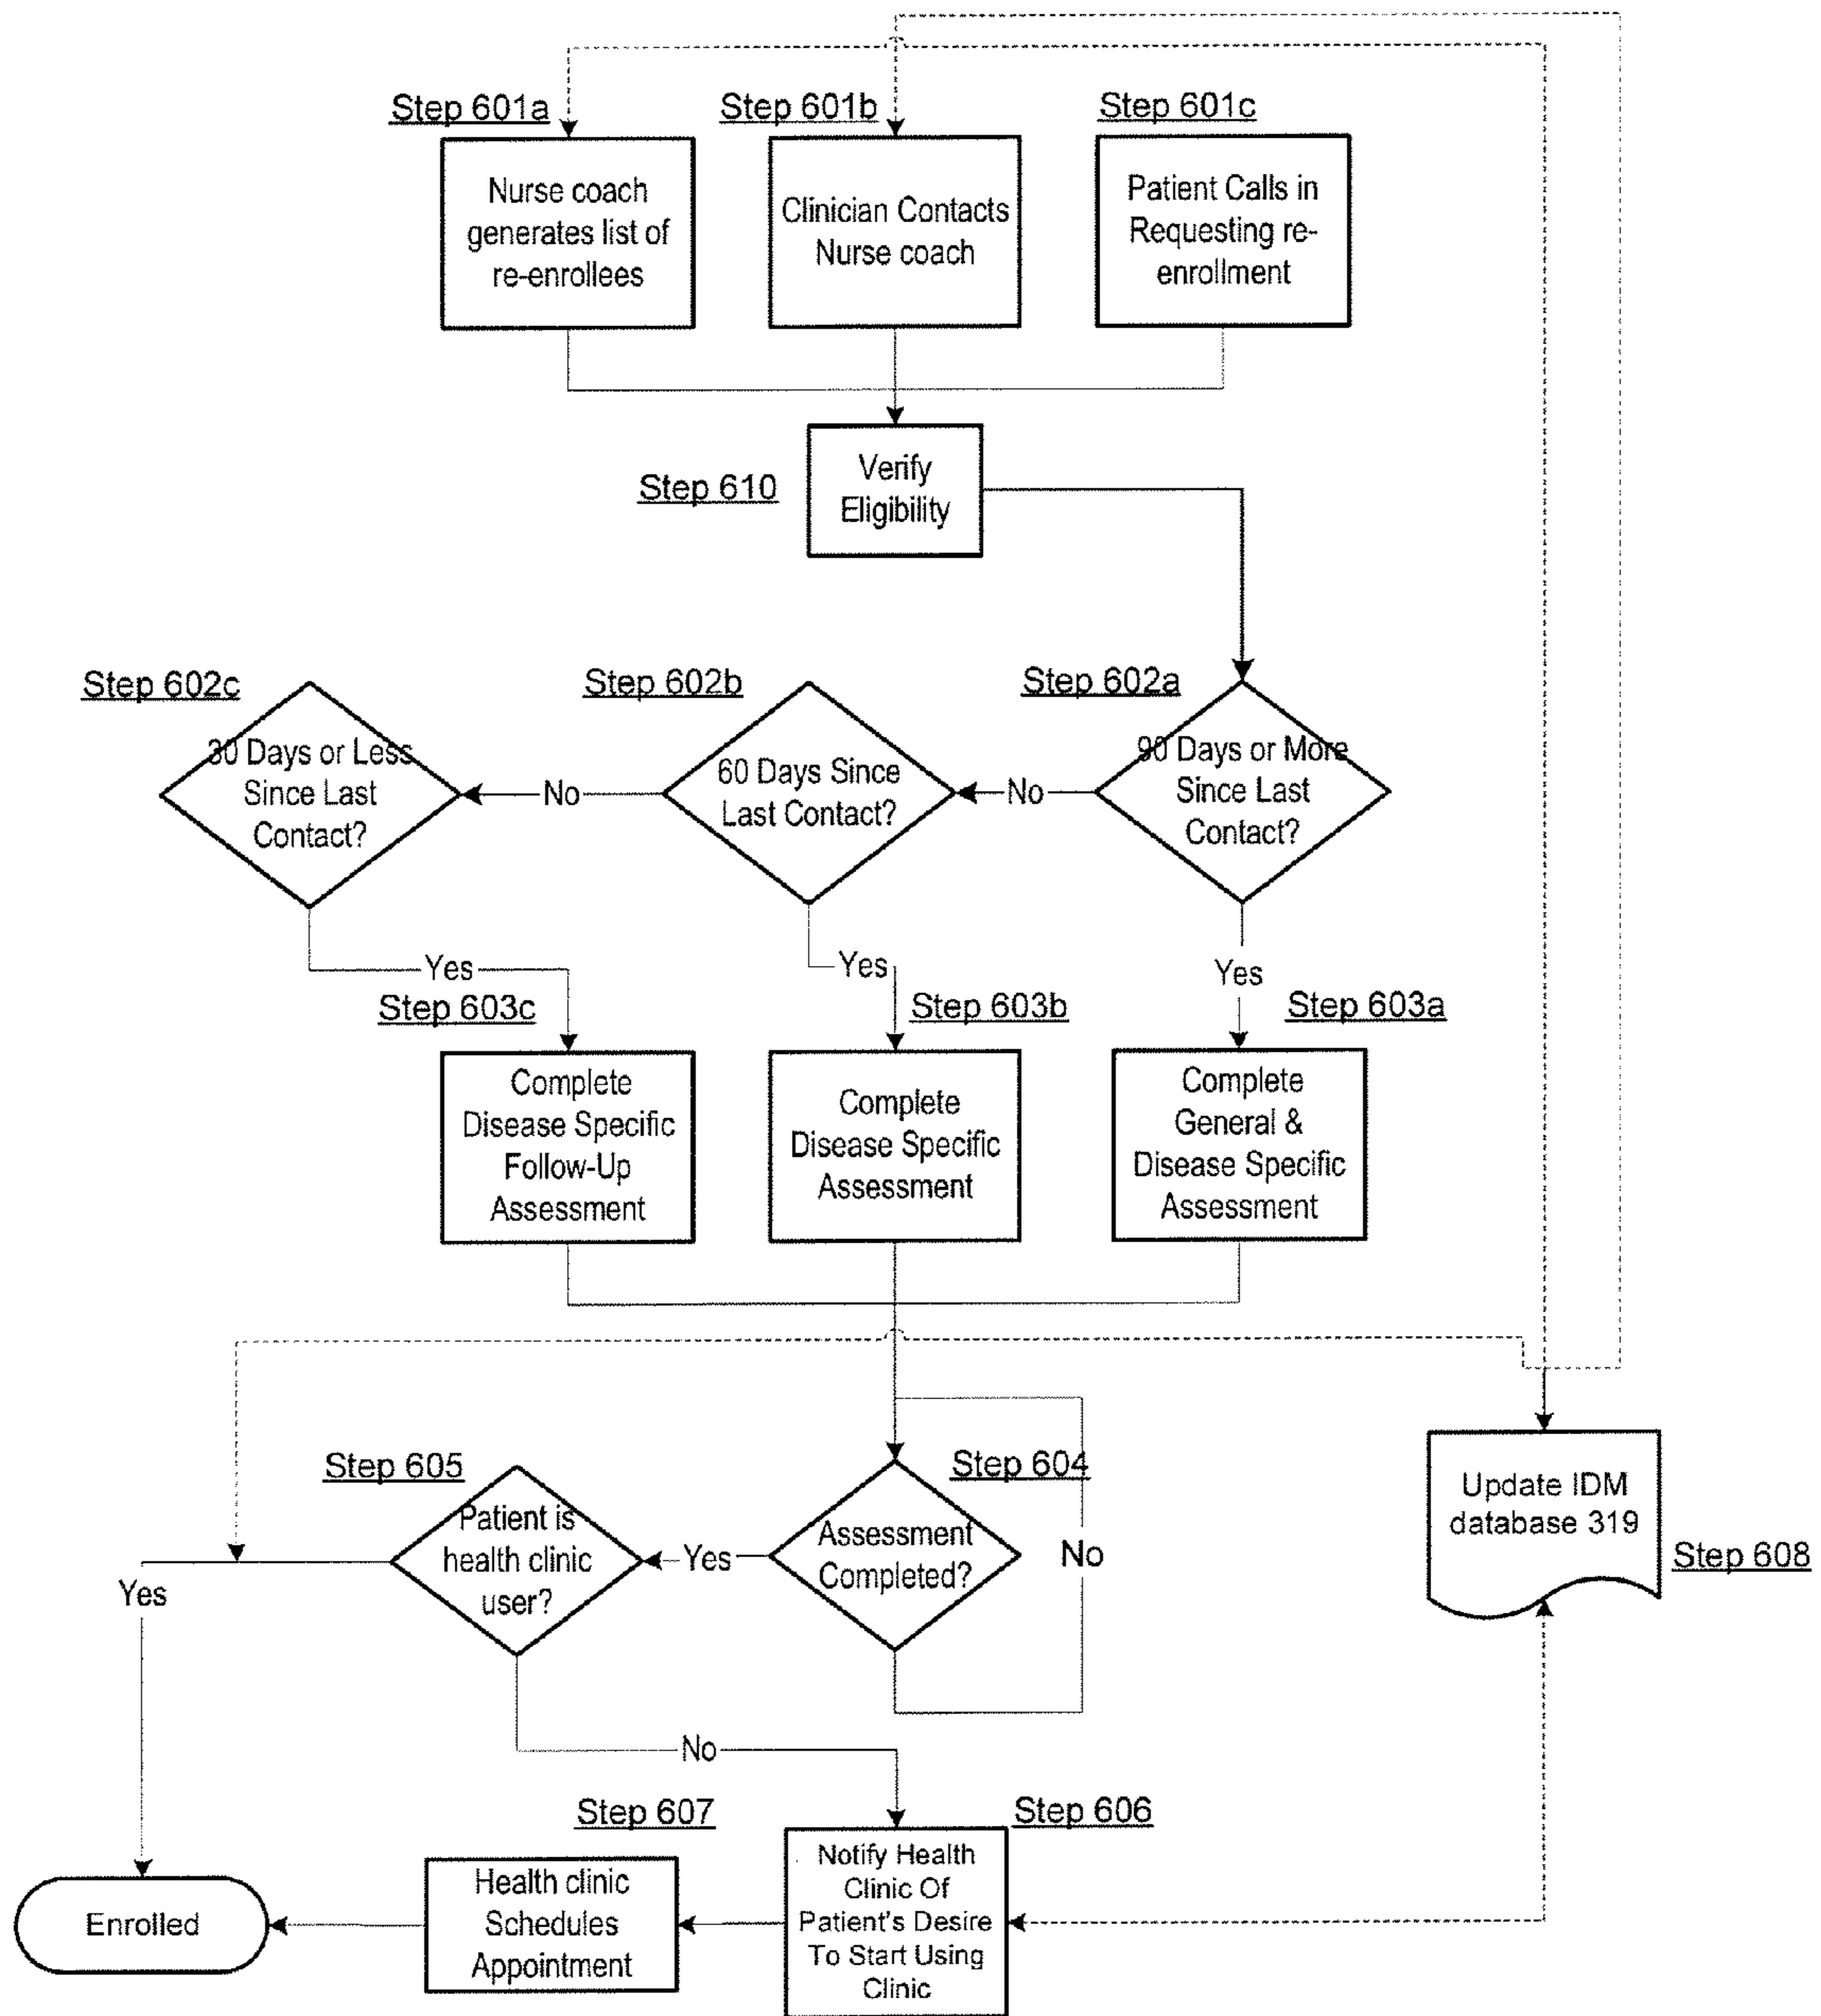 Step 601a
Step 601b
Step 601c
Nurse coach
generates list of
re-enrollees
Clinician Contacts
Nurse coach
Patient Calls in
Requesting re-
enrollment
Step 610
Verify
Eligibility
Step 602c
Step 602b
Step 602a
30 Days or Less
Since Last
Contact?
No
60 Days Since
Last Contact?
No
90 Days or More
Since Last
Contact?
Yes
Yes
Yes
Step 603c
Step 603b
Step 603a
Complete
Disease Specific
Follow-Up
Assessment
Complete
Disease Specific
Assessment
Complete
General &
Disease Specific
Assessment
Step 605
Step 604
Patient is
health clinic
user?
Yes
Assessment
Completed?
No
Update IDM
database 319
Step 608
Yes
No
Step 607
Step 606
Enrolled
Health clinic
Schedules
Appointment
Notify Health
Clinic Of
Patient's Desire
To Start Using
Clinic